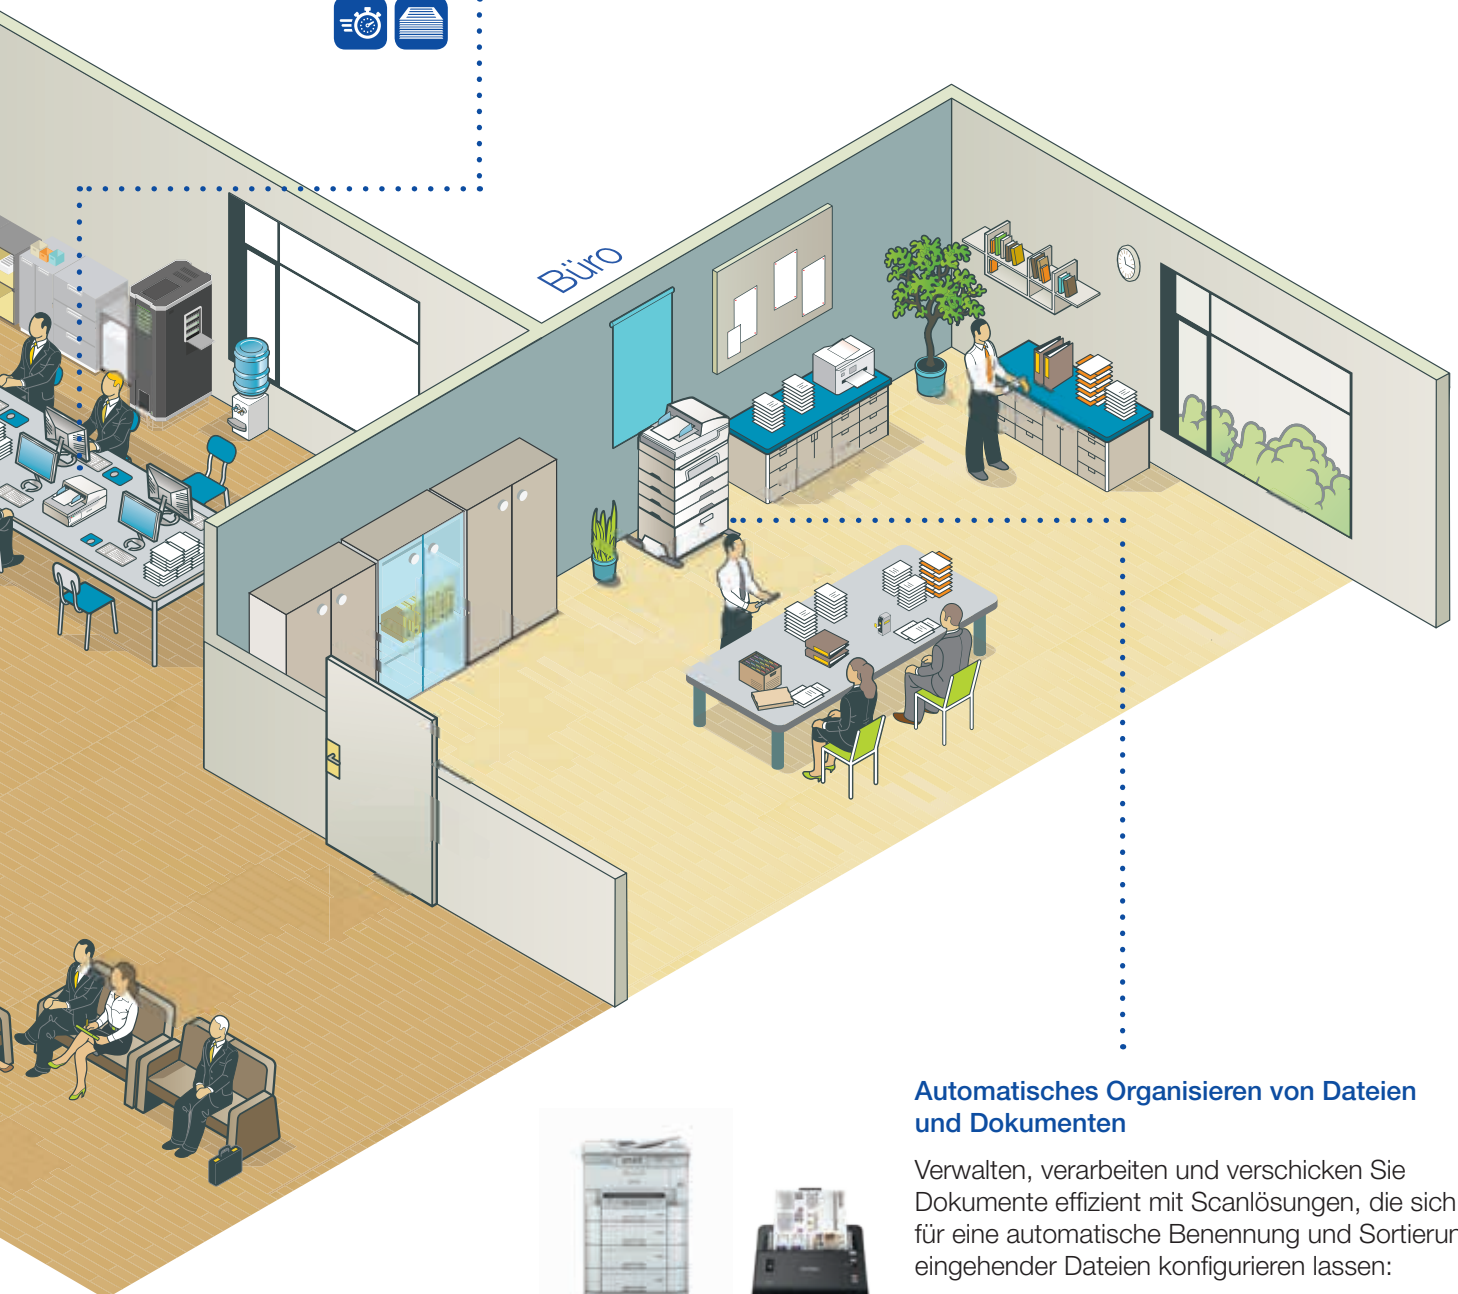 Büro
Automatisches Organisieren von Dateien
und Dokumenten
Verwalten, verarbeiten und verschicken Sie
Dokumente effizient mit Scanlösungen, die sich
für eine automatische Benennung und Sortierun
eingehender Dateien konfigurieren lassen: